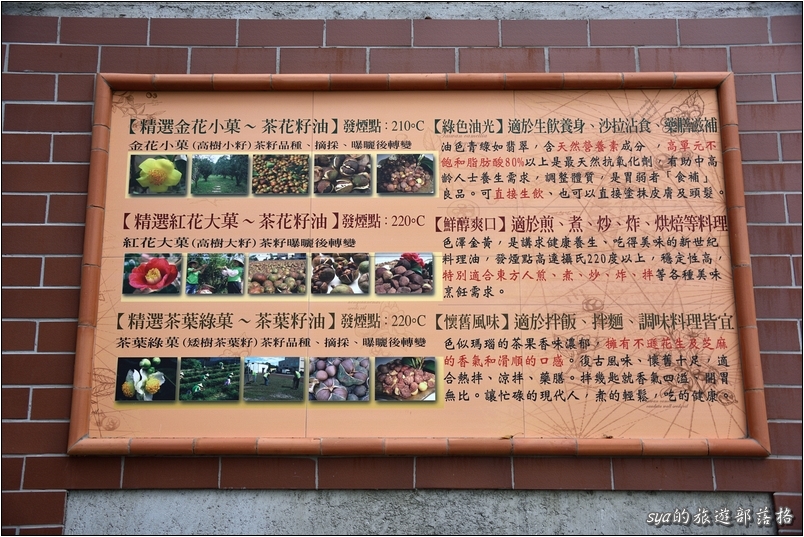 【精選金花小菓～茶花籽油】發煙點：210°C
金花小菓(高樹小籽)茶籽品種、摘採、曝曬後轉變
【綠色油光】適於生飲養身、沙拉沾食、藥膳滋補
油色青綠如翡翠，含天然營養素成分，高單元不
飽和脂肪酸80%以上是最天然抗氧化劑，有助中高
齡人士養生需求，調整體質，是胃弱者「食補」
良品。可直接生飲、也可以直接塗抹皮膚及頭髮。
【精選紅花大菓～茶花籽油】發煙點：220°C
紅花大菓(高樹大籽)茶籽曝曬後轉變
【鮮醇爽口】適於煎、煮、炒、炸、烘焙等料理
色澤金黃，是講求健康養生、吃得美味的新世紀
料理油，發煙點高達攝氏220度以上，穩定性高，
特別適合東方人煎、煮、炒、炸、拌等各種美味
烹飪需求。
【精選茶葉綠菓～茶葉籽油】發煙點：220°C
茶葉綠菓(矮樹茶葉籽)茶籽品種、摘採、曝曬後轉變
【懷舊風味】適於拌飯、拌麵、調味料理皆宜
色似瑪瑙的茶果香味濃郁，擁有不遜花生及芝麻
的香氣和滑順的口感。復古風味、懷舊十足，適
合熱拌、涼拌、藥膳。拌幾匙就香氣四溢、開胃
無比。讓忙碌的現代人，煮的輕鬆，吃的健康。
sya的旅遊部落格